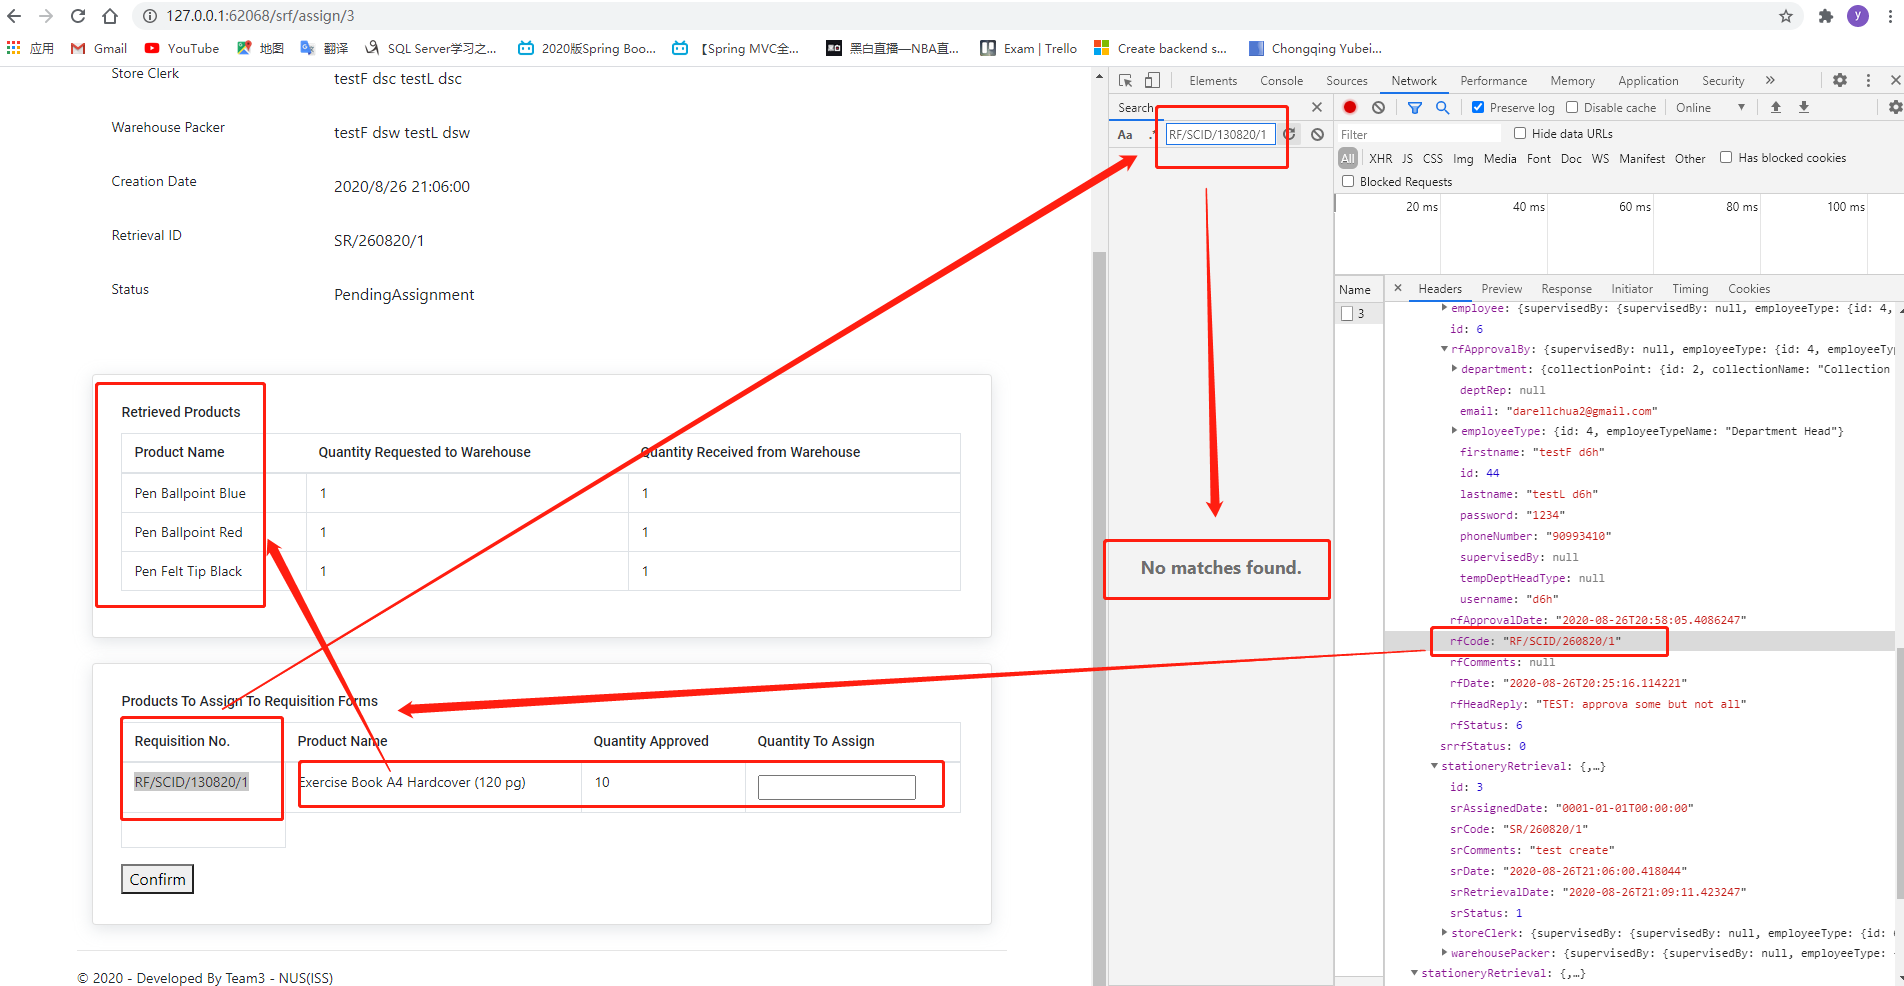 127.0.0.1:62068/srf/assign/3
y
应用
Gmail
YouTube
地图
翻译
SQL Server学习之...
2020版Spring Boo...
【Spring MVC全...
黑白直播—NBA直...
Exam | Trello
Create backend s...
Chongqing Yubei...
Store Clerk
testF dsc testL dsc
Warehouse Packer
testF dsw testL dsw
Creation Date
2020/8/26 21:06:00
Retrieval ID
SR/260820/1
Status
PendingAssignment
Retrieved Products
Product Name Quantity Requested to Warehouse Quantity Received from Warehouse
Pen Ballpoint Blue 1 1
Pen Ballpoint Red 1 1
Pen Felt Tip Black 1 1
Products To Assign To Requisition Forms
Requisition No. Product Name Quantity Approved Quantity To Assign
RF/SCID/130820/1 Exercise Book A4 Hardcover (120 pg) 10
Confirm
© 2020 - Developed By Team3 - NUS(ISS)
Elements Console Sources Network Performance Memory Application Security »
Search
Aa .* RF/SCID/130820/1
No matches found.
Preserve log Disable cache Online
Filter Hide data URLs
All XHR JS CSS Img Media Font Doc WS Manifest Other Has blocked cookies
Blocked Requests
20 ms 40 ms 60 ms 80 ms 100 ms
Name
3
Headers Preview Response Initiator Timing Cookies
employee: {supervisedBy: {supervisedBy: null, employeeType: {id: 4,
id: 6
rfApprovalBy: {supervisedBy: null, employeeType: {id: 4, employeeTy
department: {collectionPoint: {id: 2, collectionName: "Collection
deptRep: null
email: "darellchua2@gmail.com"
employeeType: {id: 4, employeeTypeName: "Department Head"}
firstname: "testF d6h"
id: 44
lastname: "testL d6h"
password: "1234"
phoneNumber: "90993410"
supervisedBy: null
tempDeptHeadType: null
username: "d6h"
rfApprovalDate: "2020-08-26T20:58:05.4086247"
rfCode: "RF/SCID/260820/1"
rfComments: null
rfDate: "2020-08-26T20:25:16.114221"
rfHeadReply: "TEST: approva some but not all"
rfStatus: 6
srrfStatus: 0
stationeryRetrieval: {,…}
id: 3
srAssignedDate: "0001-01-01T00:00:00"
srCode: "SR/260820/1"
srComments: "test create"
srDate: "2020-08-26T21:06:00.418044"
srRetrievalDate: "2020-08-26T21:09:11.423247"
srStatus: 1
storeClerk: {supervisedBy: {supervisedBy: null, employeeType: {id:
warehousePacker: {supervisedBy: {supervisedBy: null, employeeType:
stationeryRetrieval: {,…}